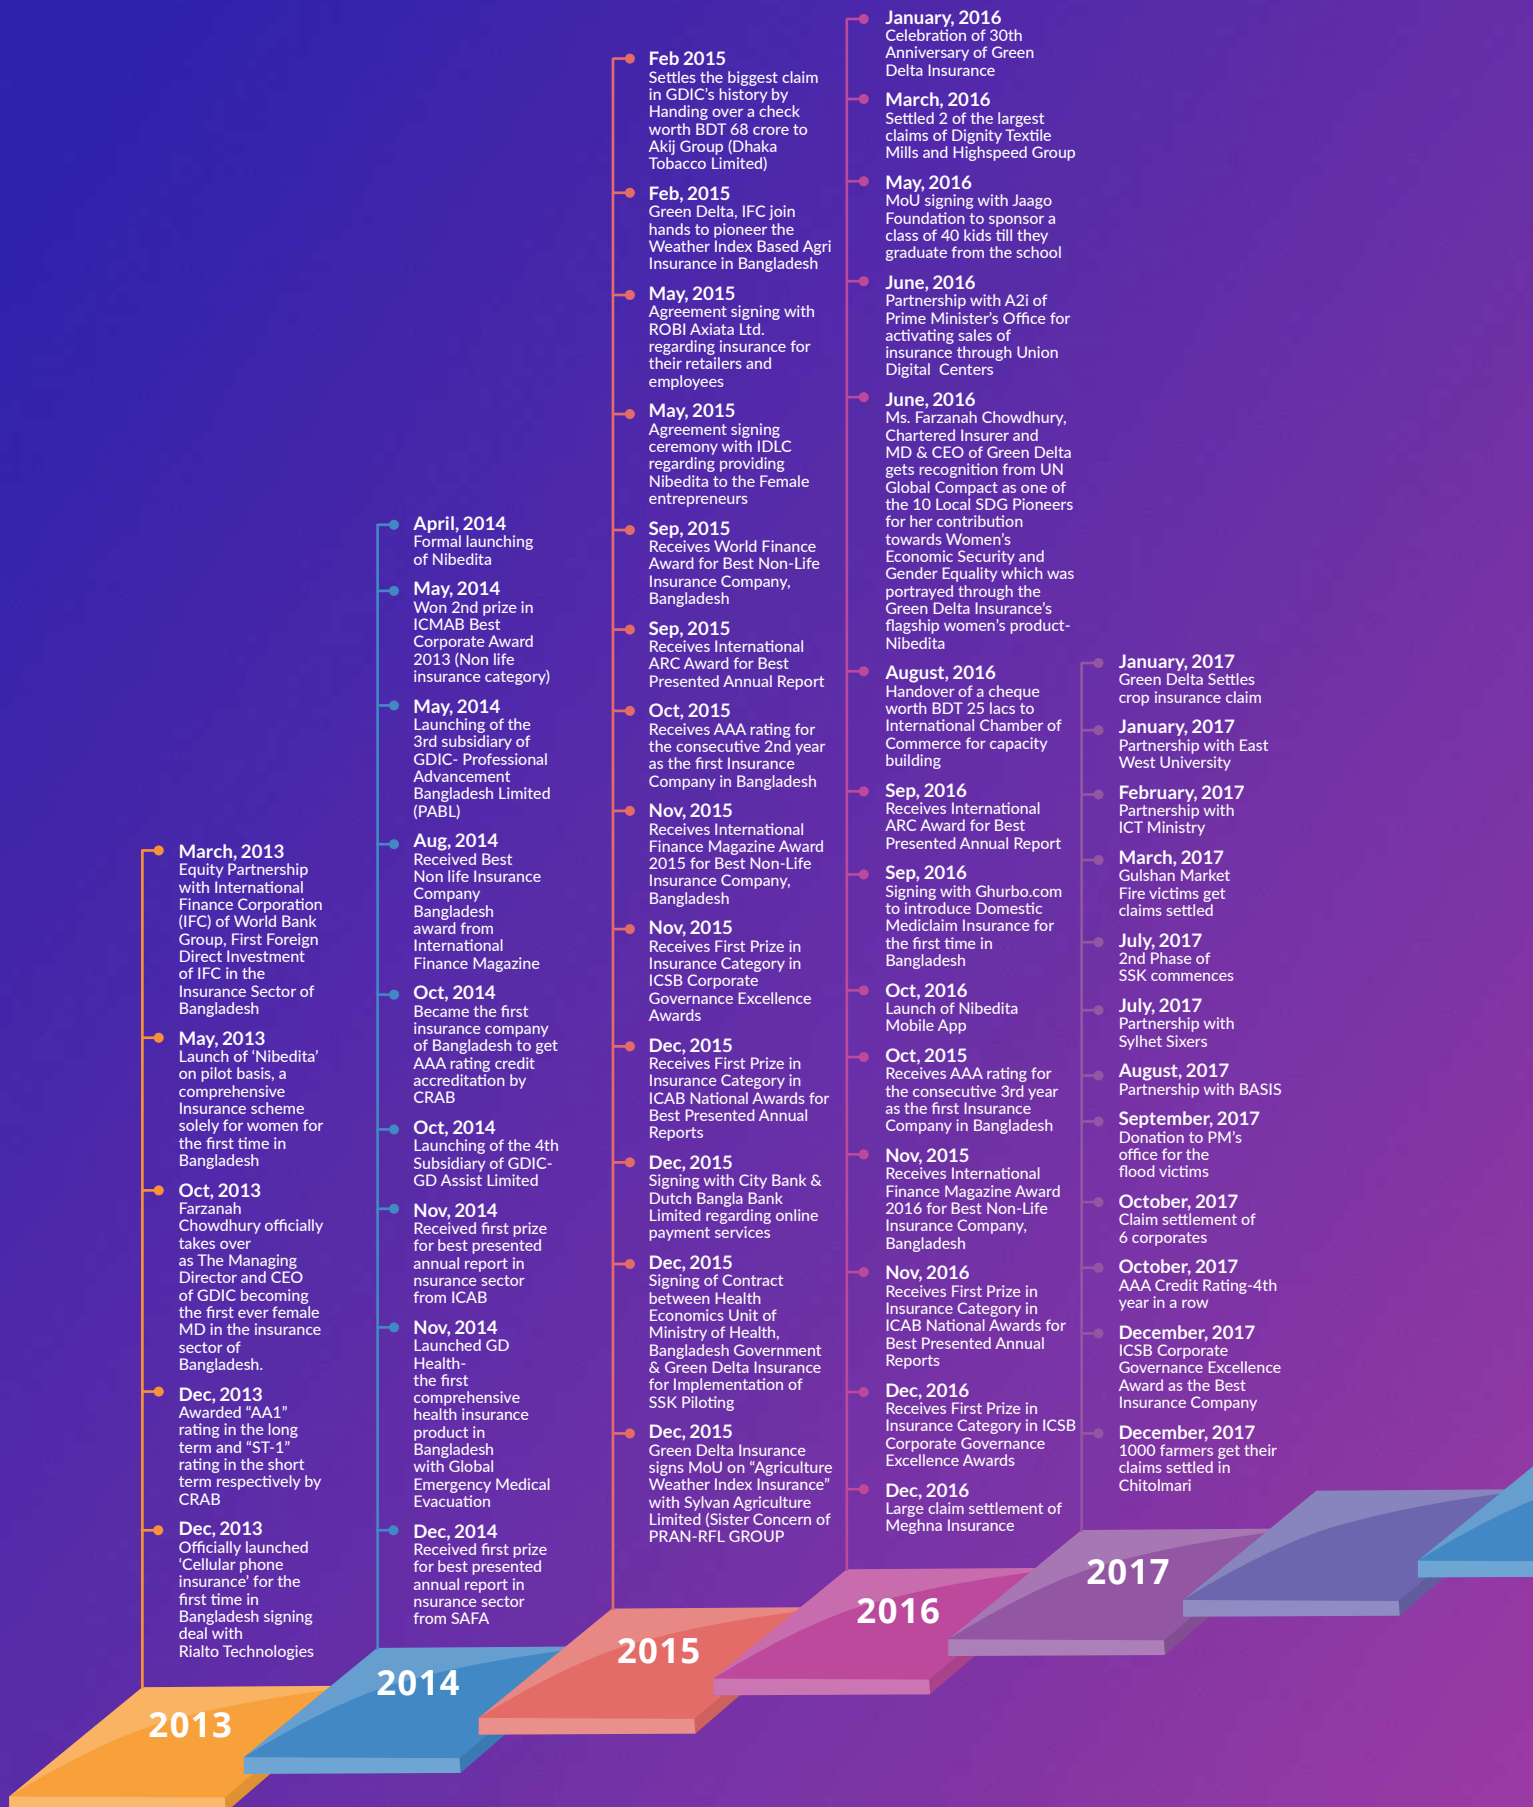 March, 2013
Equity Partnership
with International
Finance Corporation
(IFC) of World Bank
Group, First Foreign
Direct Investment
of IFC in the
Insurance Sector of
Bangladesh
May, 2013
Launch of ‘Nibedita’
on pilot basis, a
comprehensive
Insurance scheme
solely for women for
the first time in
Bangladesh
Oct, 2013
Farzanah
Chowdhury officially
takes over
as The Managing
Director and CEO
of GDIC becoming
the first ever female
MD in the insurance
sector of
Bangladesh.
Dec, 2013
Awarded “AA1”
rating in the long
term and “ST-1”
rating in the short
term respectively by
CRAB
Dec, 2013
Officially launched
‘Cellular phone
insurance’ for the
first time in
Bangladesh signing
deal with
Rialto Technologies
2013
April, 2014
Formal launching
of Nibedita
May, 2014
Won 2nd prize in
ICMAB Best
Corporate Award
2013 (Non life
insurance category)
May, 2014
Launching of the
3rd subsidiary of
GDIC- Professional
Advancement
Bangladesh Limited
(PABL)
Aug, 2014
Received Best
Non life Insurance
Company
Bangladesh
award from
International
Finance Magazine
Oct, 2014
Became the first
insurance company
of Bangladesh to get
AAA rating credit
accreditation by
CRAB
Oct, 2014
Launching of the 4th
Subsidiary of GDIC-
GD Assist Limited
Nov, 2014
Received first prize
for best presented
annual report in
nsurance sector
from ICAB
Nov, 2014
Launched GD
Health-
the first
comprehensive
health insurance
product in
Bangladesh
with Global
Emergency Medical
Evacuation
Dec, 2014
Received first prize
for best presented
annual report in
nsurance sector
from SAFA
2014
Feb 2015
Settles the biggest claim
in GDIC’s history by
Handing over a check
worth BDT 68 crore to
Akij Group (Dhaka
Tobacco Limited)
Feb, 2015
Green Delta, IFC join
hands to pioneer the
Weather Index Based Agri
Insurance in Bangladesh
May, 2015
Agreement signing with
ROBI Axiata Ltd.
regarding insurance for
their retailers and
employees
May, 2015
Agreement signing
ceremony with IDLC
regarding providing
Nibedita to the Female
entrepreneurs
Sep, 2015
Receives World Finance
Award for Best Non-Life
Insurance Company,
Bangladesh
Sep, 2015
Receives International
ARC Award for Best
Presented Annual Report
Oct, 2015
Receives AAA rating for
the consecutive 2nd year
as the first Insurance
Company in Bangladesh
Nov, 2015
Receives International
Finance Magazine Award
2015 for Best Non-Life
Insurance Company,
Bangladesh
Nov, 2015
Receives First Prize in
Insurance Category in
ICSB Corporate
Governance Excellence
Awards
Dec, 2015
Receives First Prize in
Insurance Category in
ICAB National Awards for
Best Presented Annual
Reports
Dec, 2015
Signing with City Bank &
Dutch Bangla Bank
Limited regarding online
payment services
Dec, 2015
Signing of Contract
between Health
Economics Unit of
Ministry of Health,
Bangladesh Government
& Green Delta Insurance
for Implementation of
SSK Piloting
Dec, 2015
Green Delta Insurance
signs MoU on “Agriculture
Weather Index Insurance”
with Sylvan Agriculture
Limited (Sister Concern of
PRAN-RFL GROUP
2015
January, 2016
Celebration of 30th
Anniversary of Green
Delta Insurance
March, 2016
Settled 2 of the largest
claims of Dignity Textile
Mills and Highspeed Group
May, 2016
MoU signing with Jaago
Foundation to sponsor a
class of 40 kids till they
graduate from the school
June, 2016
Partnership with A2i of
Prime Minister’s Office for
activating sales of
insurance through Union
Digital Centers
June, 2016
Ms. Farzanah Chowdhury,
Chartered Insurer and
MD & CEO of Green Delta
gets recognition from UN
Global Compact as one of
the 10 Local SDG Pioneers
for her contribution
towards Women’s
Economic Security and
Gender Equality which was
portrayed through the
Green Delta Insurance’s
flagship women’s product-
Nibedita
August, 2016
Handover of a cheque
worth BDT 25 lacs to
International Chamber of
Commerce for capacity
building
Sep, 2016
Receives International
ARC Award for Best
Presented Annual Report
Sep, 2016
Signing with Ghurbo.com
to introduce Domestic
Mediclaim Insurance for
the first time in
Bangladesh
Oct, 2016
Launch of Nibedita
Mobile App
Oct, 2015
Receives AAA rating for
the consecutive 3rd year
as the first Insurance
Company in Bangladesh
Nov, 2015
Receives International
Finance Magazine Award
2016 for Best Non-Life
Insurance Company,
Bangladesh
Nov, 2016
Receives First Prize in
Insurance Category in
ICAB National Awards for
Best Presented Annual
Reports
Dec, 2016
Receives First Prize in
Insurance Category in ICSB
Corporate Governance
Excellence Awards
Dec, 2016
Large claim settlement of
Meghna Insurance
2016
January, 2017
Green Delta Settles
crop insurance claim
January, 2017
Partnership with East
West University
February, 2017
Partnership with
ICT Ministry
March, 2017
Gulshan Market
Fire victims get
claims settled
July, 2017
2nd Phase of
SSK commences
July, 2017
Partnership with
Sylhet Sixers
August, 2017
Partnership with BASIS
September, 2017
Donation to PM’s
office for the
flood victims
October, 2017
Claim settlement of
6 corporates
October, 2017
AAA Credit Rating-4th
year in a row
December, 2017
ICSB Corporate
Governance Excellence
Award as the Best
Insurance Company
December, 2017
1000 farmers get their
claims settled in
Chitolmari
2017